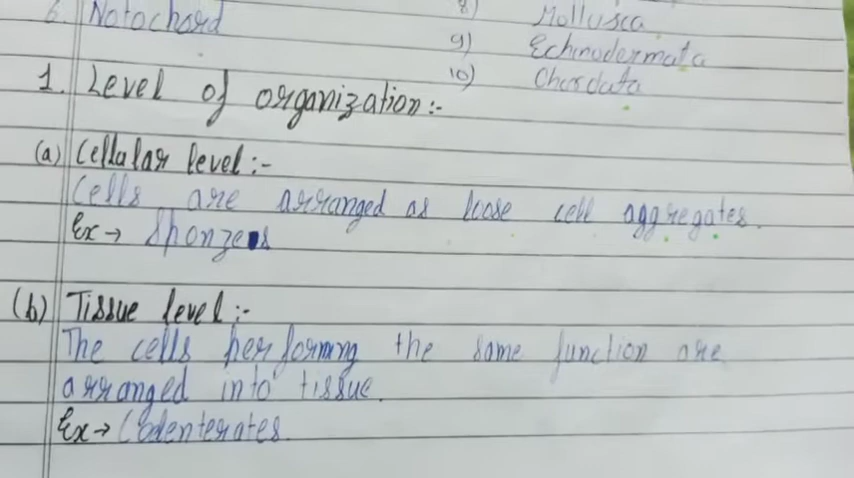 6. Notochord
8) Mollusca
9) Echinodermata
10) Chordata
1. Level of organization:-
(a) Cellular level:-
Cells are arranged as loose cell aggregates.
Ex → Sponzes
(b) Tissue level:-
The cells performing the same function are
arranged into tissue.
Ex → Coelenterates.